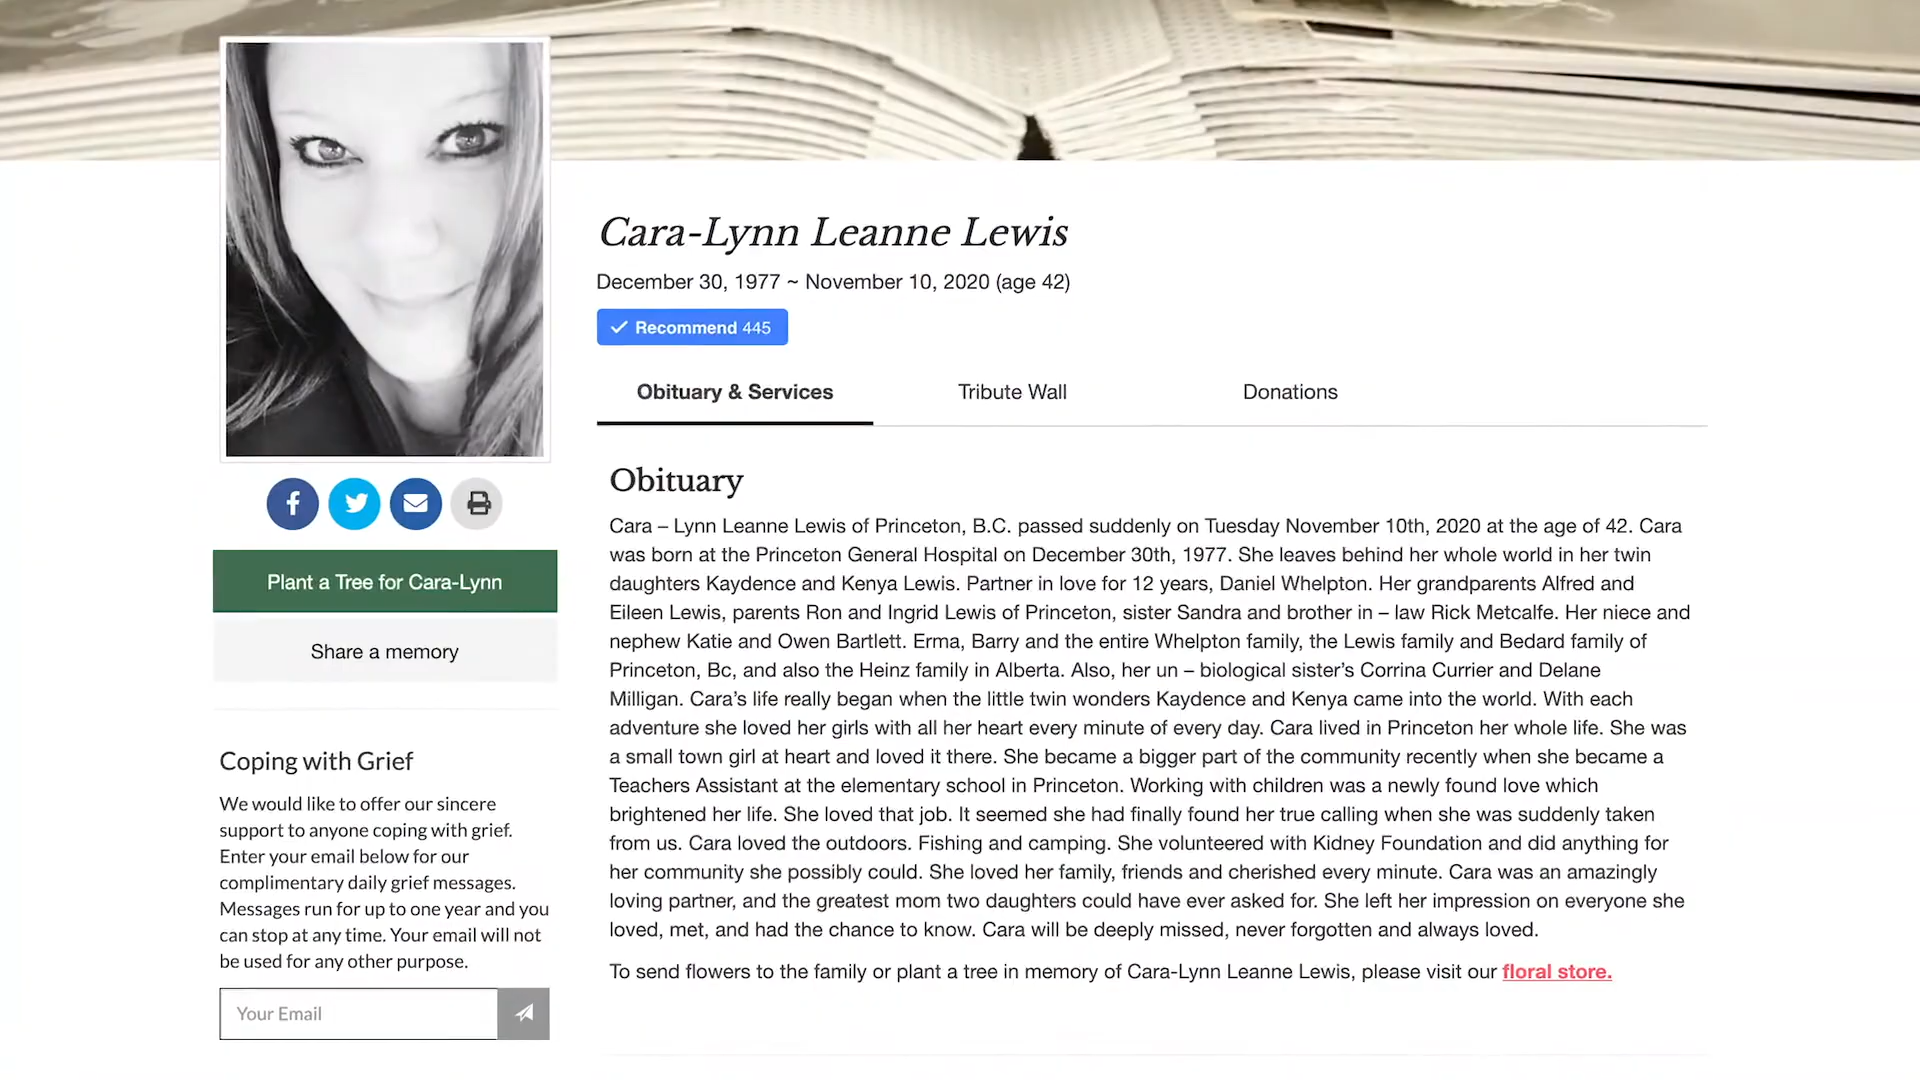 Cara-Lynn Leanne Lewis
December 30, 1977 ~ November 10, 2020 (age 42)
Recommend 445
Obituary & Services
Tribute Wall
Donations
Obituary
Cara – Lynn Leanne Lewis of Princeton, B.C. passed suddenly on Tuesday November 10th, 2020 at the age of 42. Cara
was born at the Princeton General Hospital on December 30th, 1977. She leaves behind her whole world in her twin
daughters Kaydence and Kenya Lewis. Partner in love for 12 years, Daniel Whelpton. Her grandparents Alfred and
Eileen Lewis, parents Ron and Ingrid Lewis of Princeton, sister Sandra and brother in – law Rick Metcalfe. Her niece and
nephew Katie and Owen Bartlett. Erma, Barry and the entire Whelpton family, the Lewis family and Bedard family of
Princeton, Bc, and also the Heinz family in Alberta. Also, her un – biological sister’s Corrina Currier and Delane
Milligan. Cara’s life really began when the little twin wonders Kaydence and Kenya came into the world. With each
adventure she loved her girls with all her heart every minute of every day. Cara lived in Princeton her whole life. She was
a small town girl at heart and loved it there. She became a bigger part of the community recently when she became a
Teachers Assistant at the elementary school in Princeton. Working with children was a newly found love which
brightened her life. She loved that job. It seemed she had finally found her true calling when she was suddenly taken
from us. Cara loved the outdoors. Fishing and camping. She volunteered with Kidney Foundation and did anything for
her community she possibly could. She loved her family, friends and cherished every minute. Cara was an amazingly
loving partner, and the greatest mom two daughters could have ever asked for. She left her impression on everyone she
loved, met, and had the chance to know. Cara will be deeply missed, never forgotten and always loved.
To send flowers to the family or plant a tree in memory of Cara-Lynn Leanne Lewis, please visit our floral store.
Plant a Tree for Cara-Lynn
Share a memory
Coping with Grief
We would like to offer our sincere
support to anyone coping with grief.
Enter your email below for our
complimentary daily grief messages.
Messages run for up to one year and you
can stop at any time. Your email will not
be used for any other purpose.
Your Email